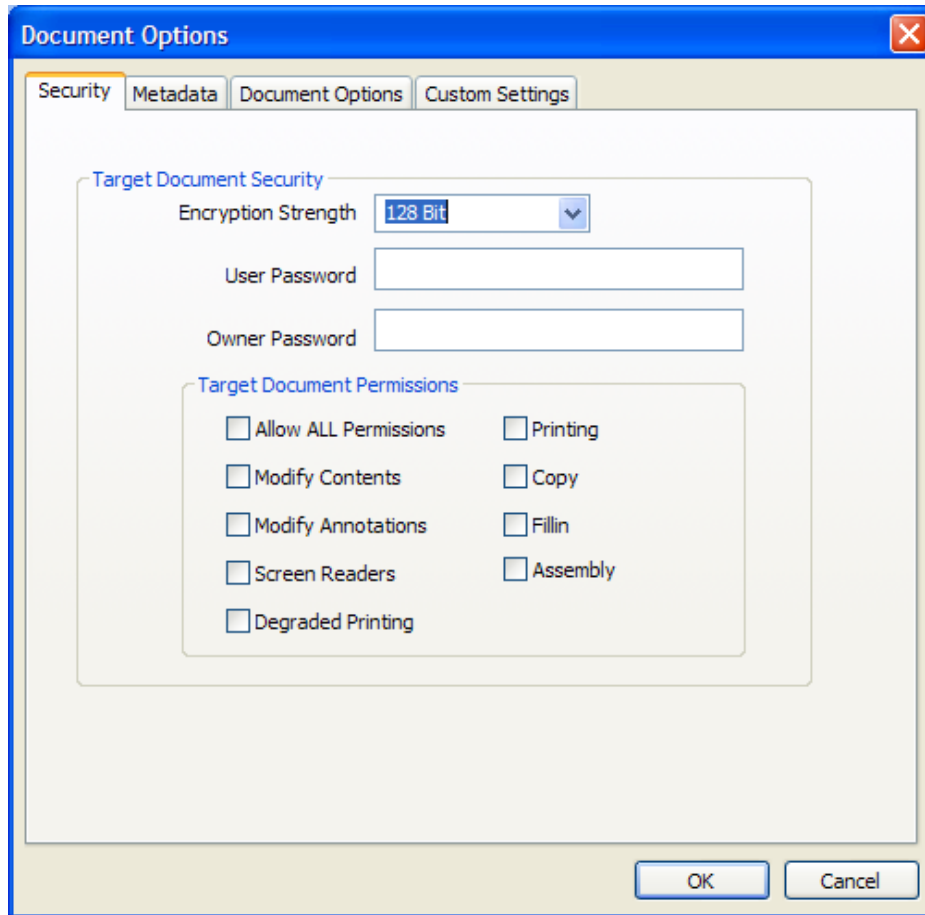 Document Options
Security Metadata Document Options Custom Settings
Target Document Security
Encryption Strength 128 Bit
User Password
Owner Password
Target Document Permissions
Allow ALL Permissions Printing
Modify Contents Copy
Modify Annotations Fillin
Screen Readers Assembly
Degraded Printing
OK Cancel